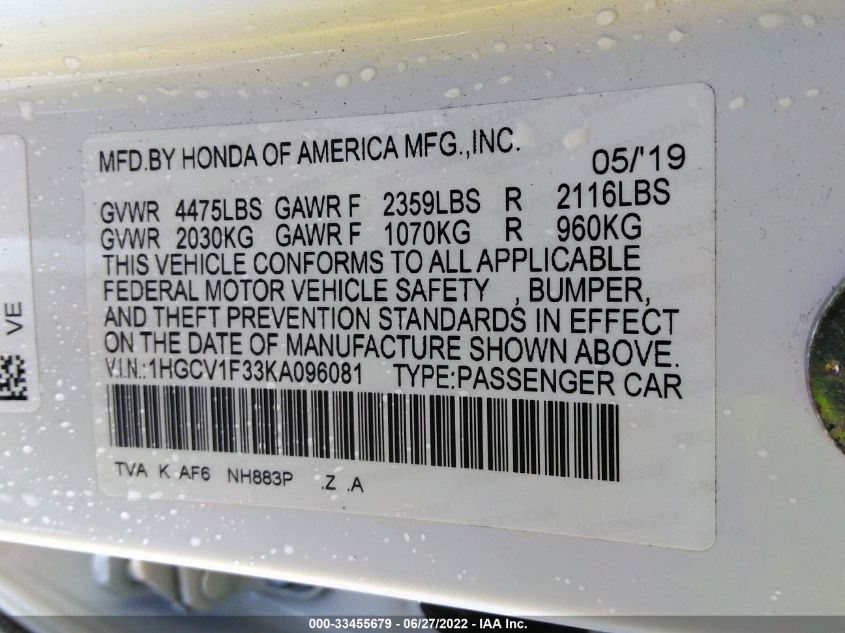 MFD.BY HONDA OF AMERICA MFG.,INC. 05/'19
GVWR 4475LBS GAWR F 2359LBS R 2116LBS
GVWR 2030KG GAWR F 1070KG R 960KG
THIS VEHICLE CONFORMS TO ALL APPLICABLE
FEDERAL MOTOR VEHICLE SAFETY , BUMPER,
AND THEFT PREVENTION STANDARDS IN EFFECT
ON THE DATE OF MANUFACTURE SHOWN ABOVE.
V.I.N.:1HGCV1F33KA096081 TYPE:PASSENGER CAR
TVA K AF6 NH883P .Z .A
VE
000-33455679 - 06/27/2022 - IAA Inc.